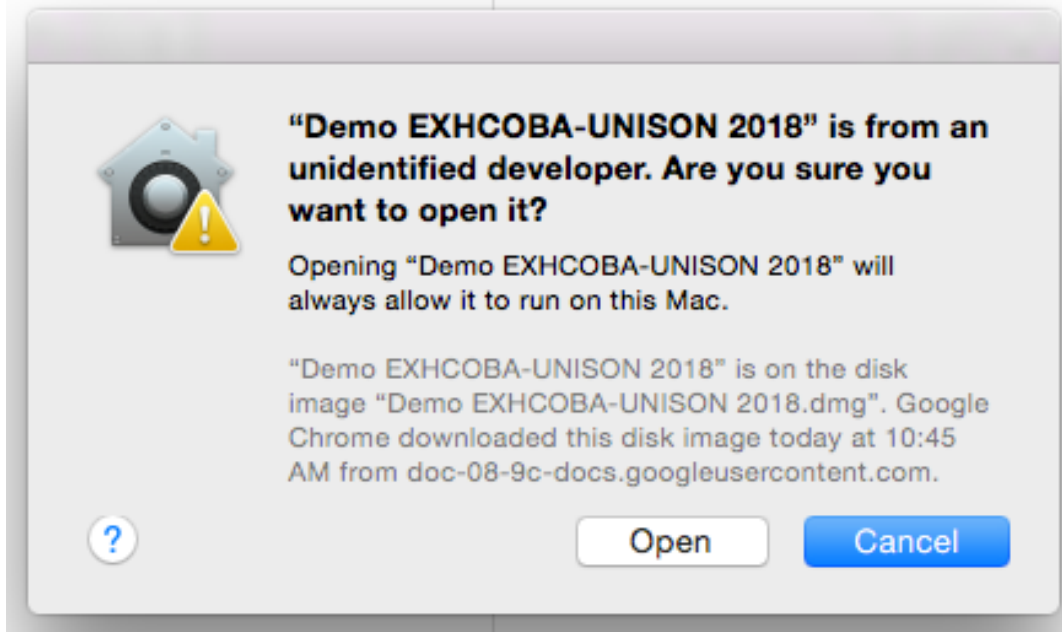 “Demo EXHCOBA-UNISON 2018” is from an
unidentified developer. Are you sure you
want to open it?
Opening “Demo EXHCOBA-UNISON 2018” will
always allow it to run on this Mac.
“Demo EXHCOBA-UNISON 2018” is on the disk
image “Demo EXHCOBA-UNISON 2018.dmg”. Google
Chrome downloaded this disk image today at 10:45
AM from doc-08-9c-docs.googleusercontent.com.
?
Open
Cancel